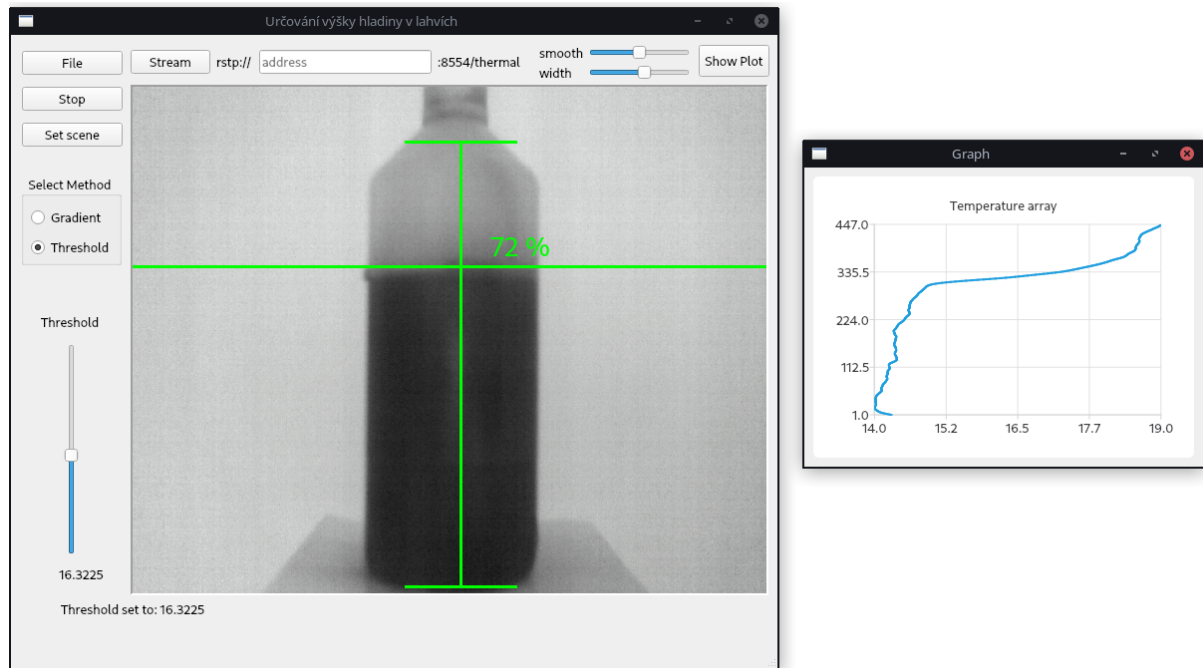 Určování výšky hladiny v lahvích
File
Stream
rstp://
address
:8554/thermal
smooth
width
Show Plot
Stop
Set scene
Select Method
Gradient
Threshold
72 %
Threshold
16.3225
Threshold set to: 16.3225
Graph
Temperature array
447.0
335.5
224.0
112.5
1.0
14.0 15.2 16.5 17.7 19.0